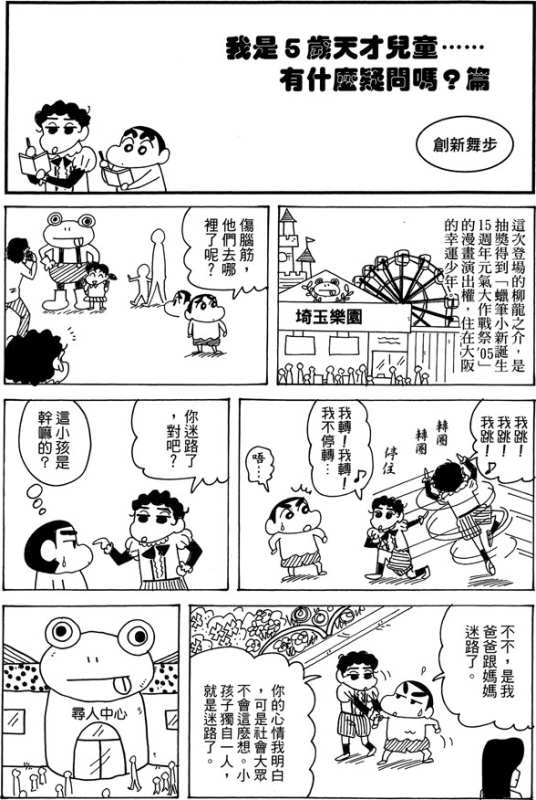 我是5歲天才兒童……
有什麼疑問嗎？篇
創新舞步
這次登場的柳龍之介，是
抽獎得到「蠟筆小新誕生
15週年元氣大作戰祭'05」
的漫畫演出權，住在大阪
的幸運少年。
埼玉樂園
傷腦筋，
他們去哪
裡了呢？
我跳！
我跳！
我跳！
轉圈
轉圈
停住
我轉！我轉！
我不停轉…
唔…
你迷路了
，對吧？
這小孩是
幹嘛的？
不不，是我
爸爸跟媽媽
迷路了。
你的心情我明白
，可是社會大眾
不會這麼想。小
孩子獨自一人，
就是迷路了。
尋人中心